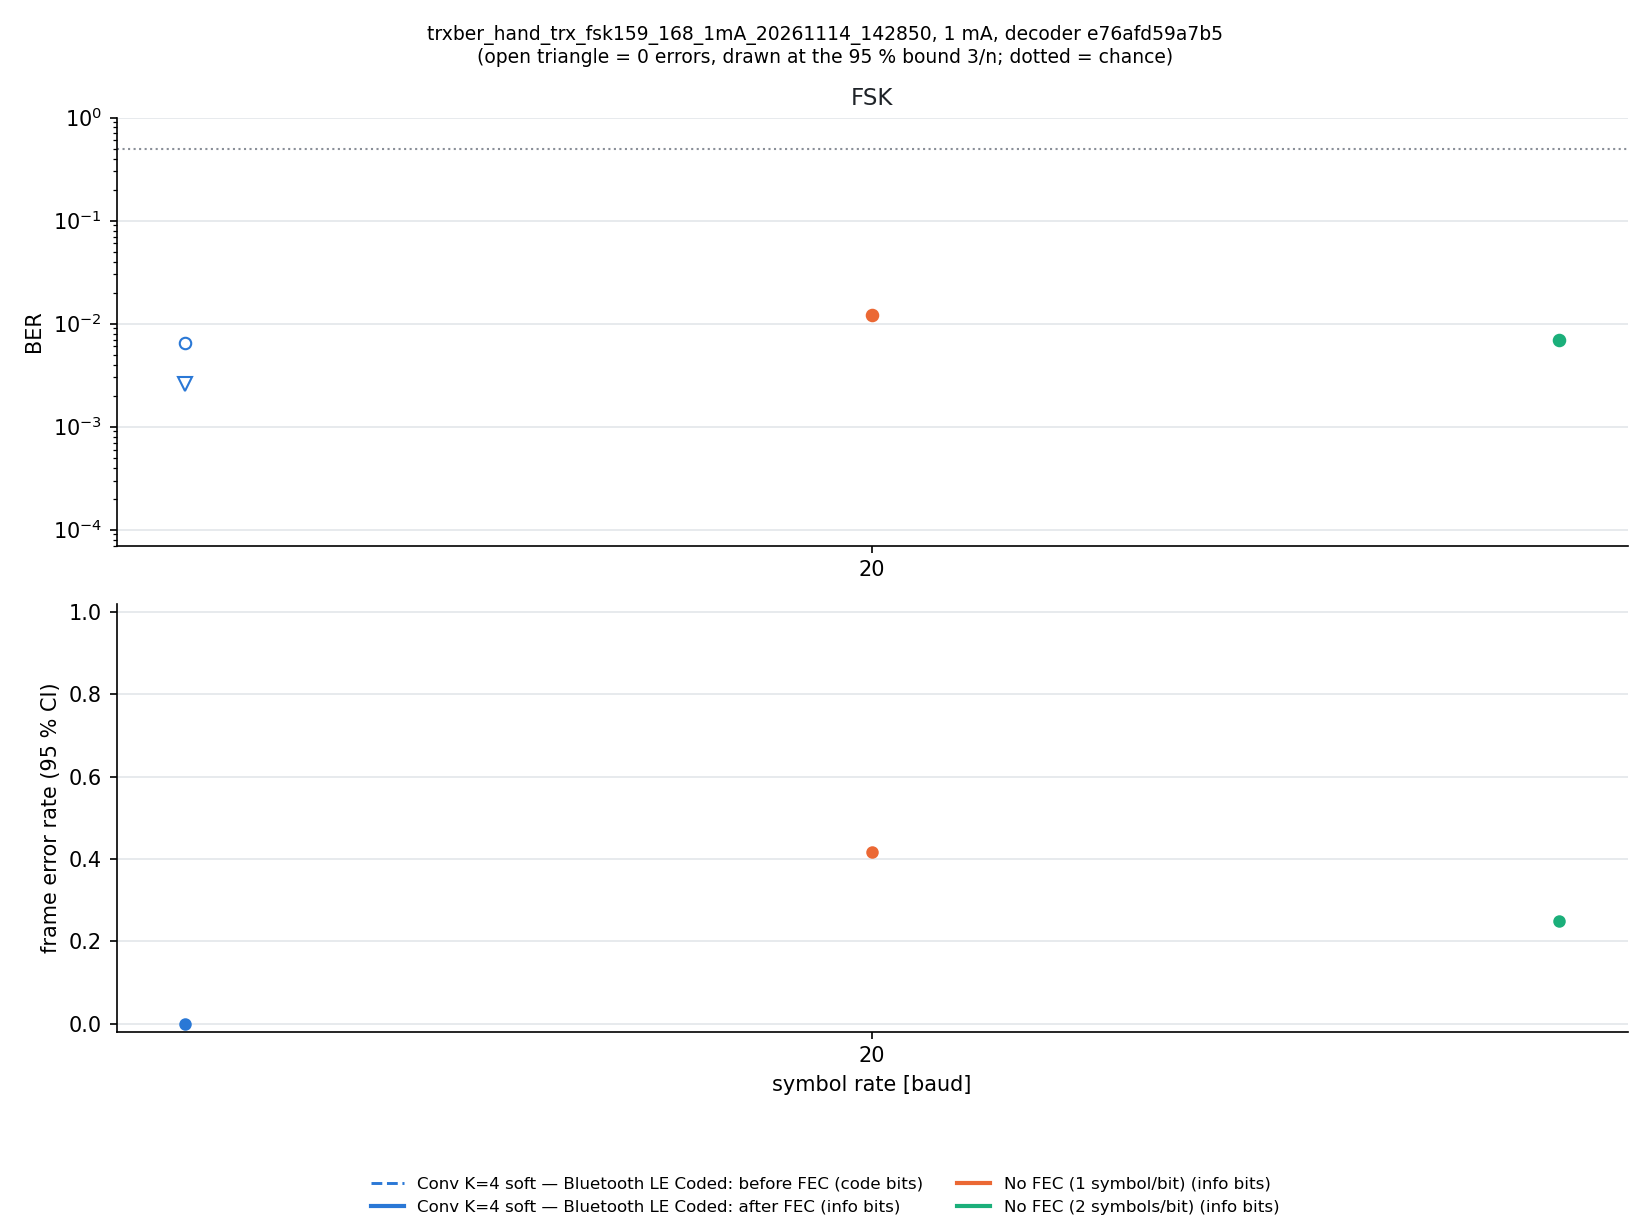 trxber_hand_trx_fsk159_168_1mA_20261114_142850, 1 mA, decoder e76afd59a7b5
(open triangle = 0 errors, drawn at the 95 % bound 3/n; dotted = chance)
FSK
10⁰
10⁻¹
10⁻²
10⁻³
10⁻⁴
BER
20
1.0
0.8
0.6
0.4
0.2
0.0
frame error rate (95 % CI)
20
symbol rate [baud]
Conv K=4 soft — Bluetooth LE Coded: before FEC (code bits)
Conv K=4 soft — Bluetooth LE Coded: after FEC (info bits)
No FEC (1 symbol/bit) (info bits)
No FEC (2 symbols/bit) (info bits)